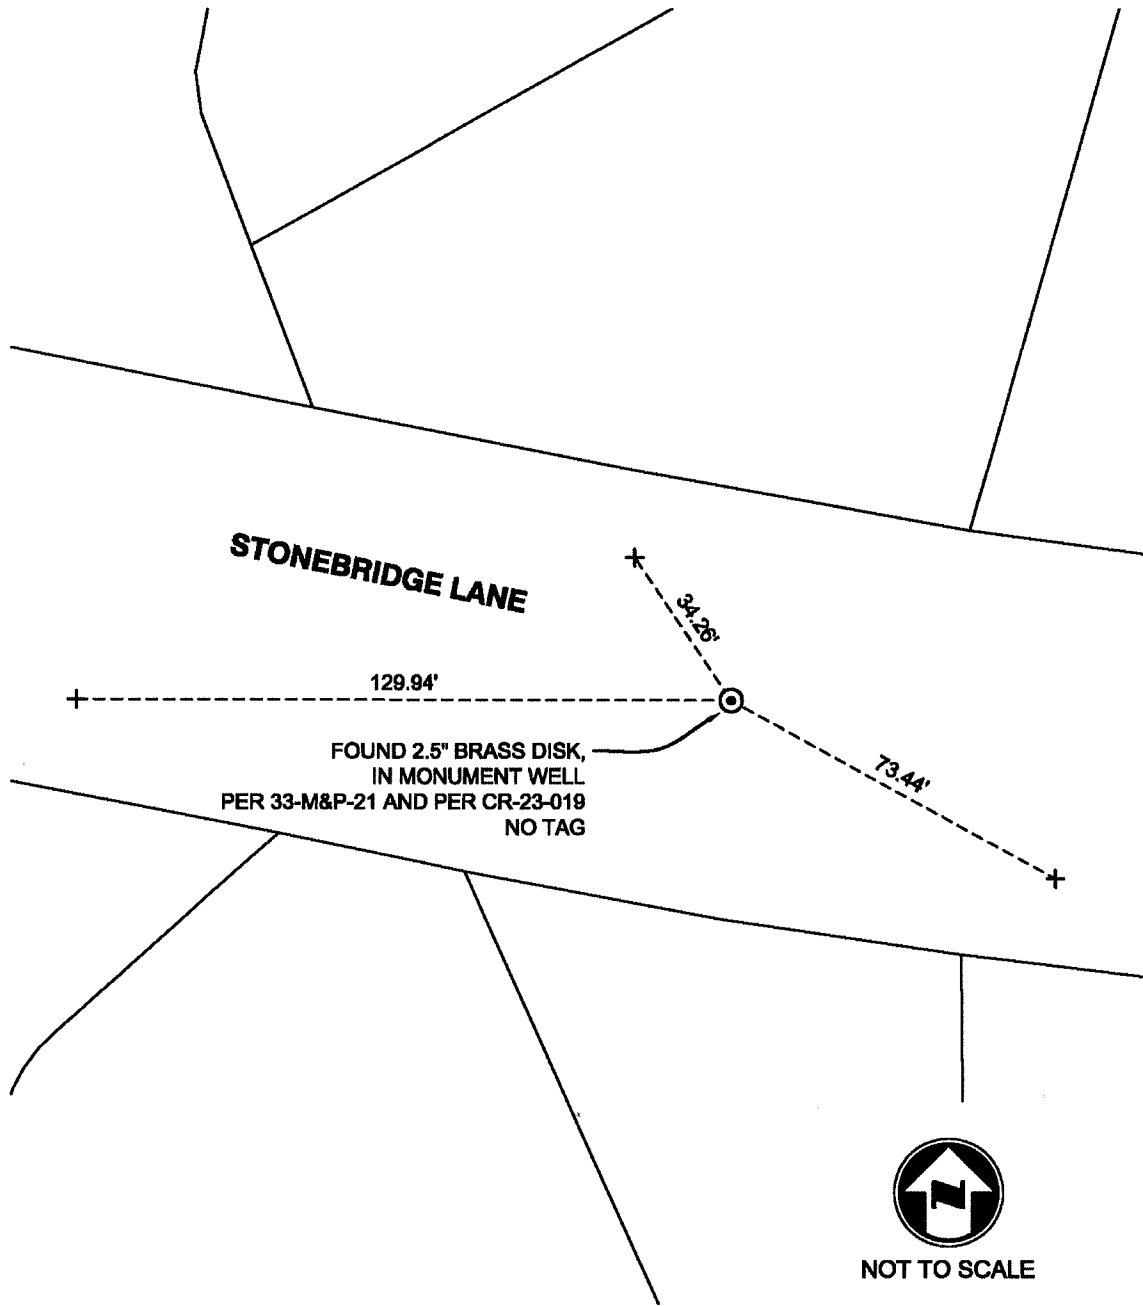 STONEBRIDGE LANE
34.26'
129.94'
FOUND 2.5" BRASS DISK,
IN MONUMENT WELL
PER 33-M&P-21 AND PER CR-23-019
NO TAG
73.44'
N
NOT TO SCALE